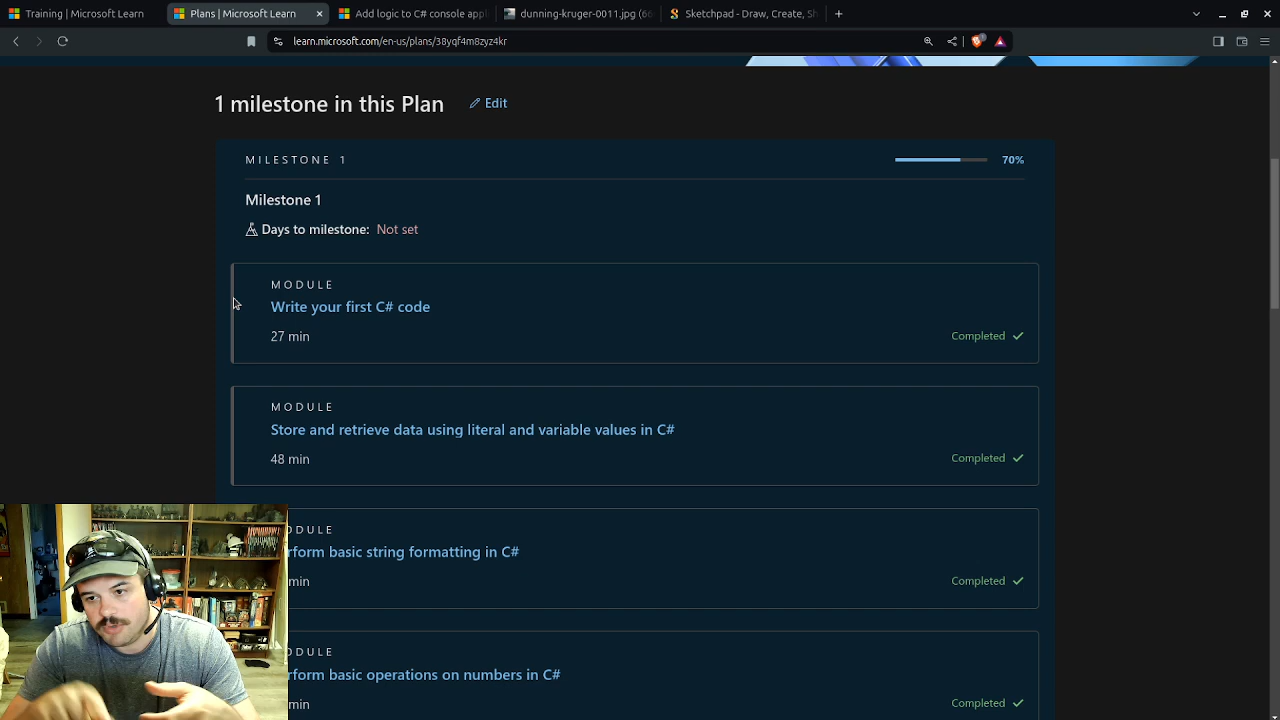 Training | Microsoft Learn
Plans | Microsoft Learn
Add logic to C# console appl
dunning-kruger-0011.jpg (66
Sketchpad - Draw, Create, Sh
learn.microsoft.com/en-us/plans/38yqf4m8zyz4kr
1 milestone in this Plan
Edit
MILESTONE 1
70%
Milestone 1
Days to milestone: Not set
MODULE
Write your first C# code
27 min
Completed
MODULE
Store and retrieve data using literal and variable values in C#
48 min
Completed
ODULE
rform basic string formatting in C#
min
Completed
ODULE
rform basic operations on numbers in C#
min
Completed